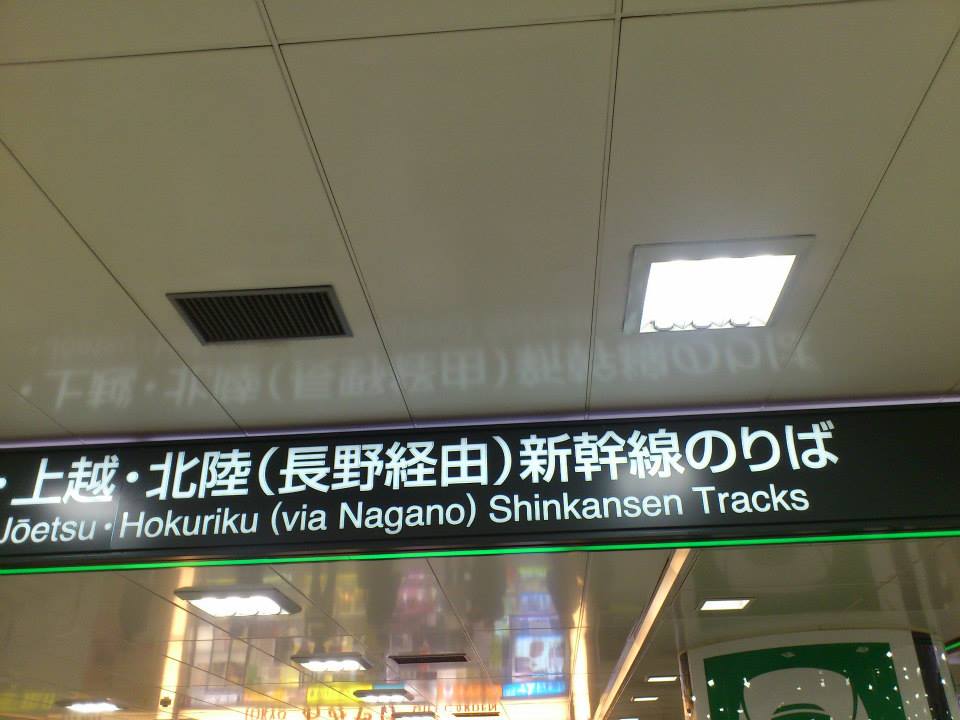 ・上越・北陸(長野経由)新幹線のりば
Jōetsu・Hokuriku (via Nagano) Shinkansen Tracks